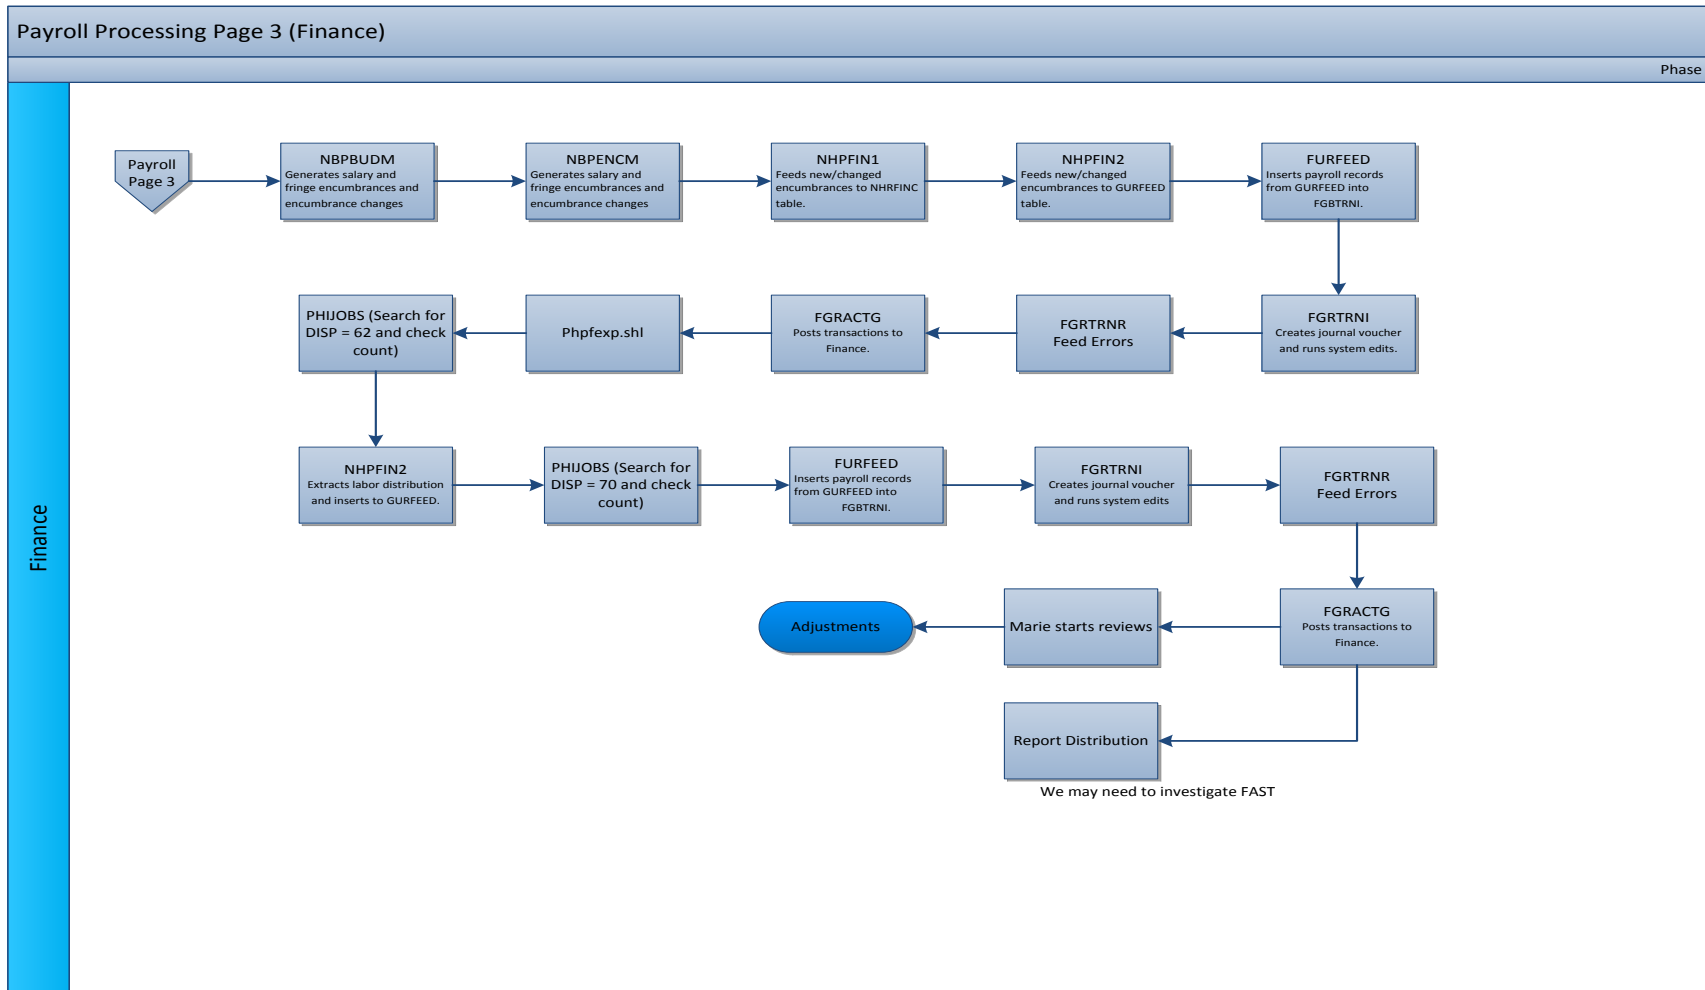 Payroll Processing Page 3 (Finance)
Phase
Finance
Payroll
Page 3
NBPBUDM
Generates salary and
fringe encumbrances and
encumbrance changes
NBPENCM
Generates salary and
fringe encumbrances and
encumbrance changes
NHPFIN1
Feeds new/changed
encumbrances to NHRFINC
table.
NHPFIN2
Feeds new/changed
encumbrances to GURFEED
table.
FURFEED
Inserts payroll records
from GURFEED into
FGBTRNI.
FGRTRNI
Creates journal voucher
and runs system edits.
FGRTRNR
Feed Errors
FGRACTG
Posts transactions to
Finance.
Phpfexp.shl
PHIJOBS (Search for
DISP = 62 and check
count)
NHPFIN2
Extracts labor distribution
and inserts to GURFEED.
PHIJOBS (Search for
DISP = 70 and check
count)
FURFEED
Inserts payroll records
from GURFEED into
FGBTRNI.
FGRTRNI
Creates journal voucher
and runs system edits
FGRTRNR
Feed Errors
FGRACTG
Posts transactions to
Finance.
Marie starts reviews
Adjustments
Report Distribution
We may need to investigate FAST